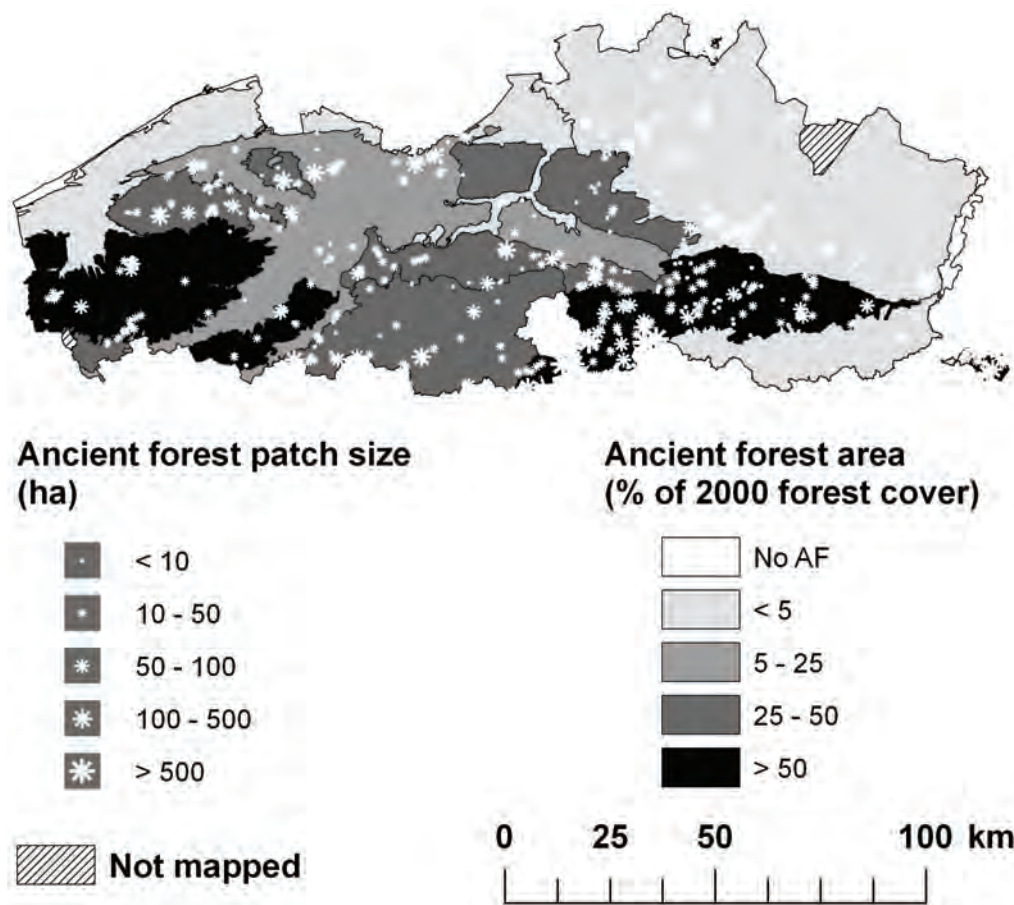 Ancient forest patch size
(ha)
< 10
10 - 50
50 - 100
100 - 500
> 500
Not mapped
Ancient forest area
(% of 2000 forest cover)
No AF
< 5
5 - 25
25 - 50
> 50
0 25 50 100 km